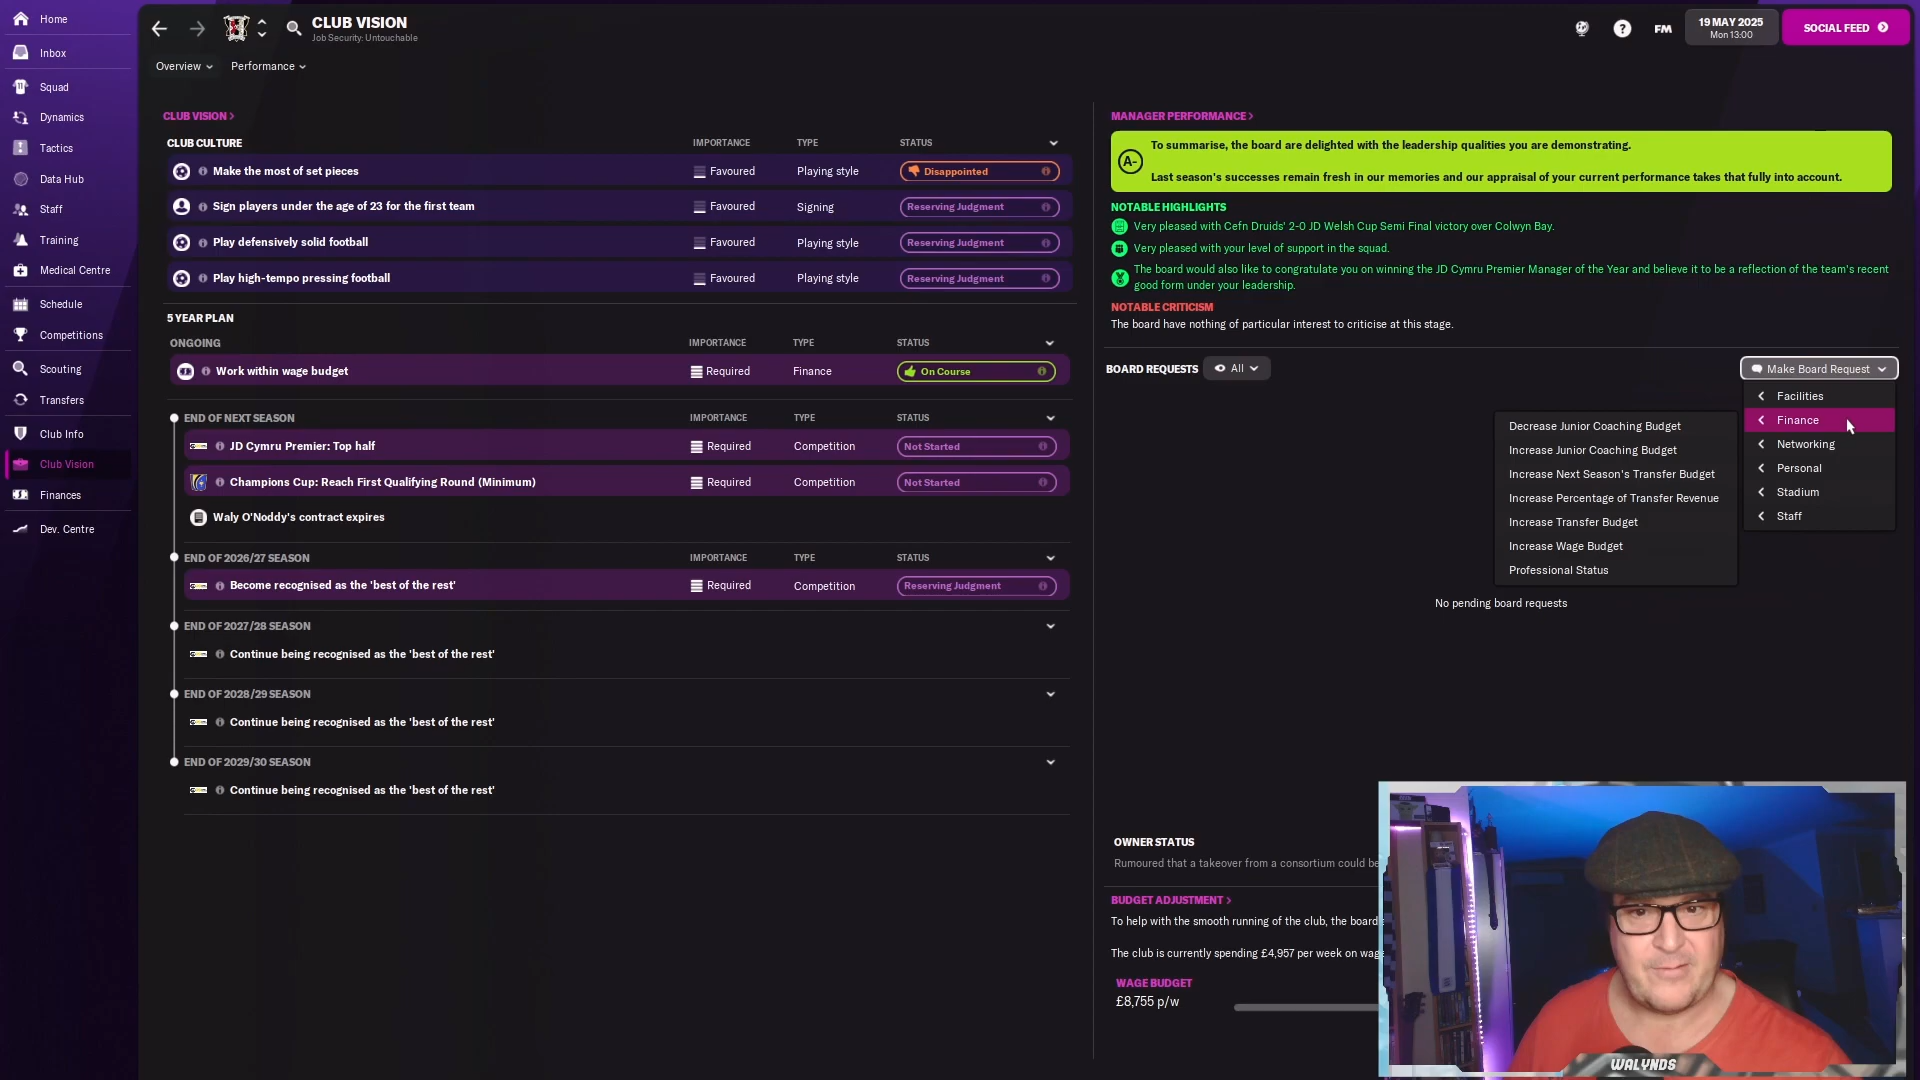 Home
Inbox
Squad
Dynamics
Tactics
Data Hub
Staff
Training
Medical Centre
Schedule
Competitions
Scouting
Transfers
Club Info
Club Vision
Finances
Dev. Centre
CLUB VISION
Job Security: Untouchable
FM
19 MAY 2025
Mon 13:00
SOCIAL FEED
Overview
Performance
CLUB VISION >
CLUB CULTURE IMPORTANCE TYPE STATUS
Make the most of set pieces Favoured Playing style Disappointed
Sign players under the age of 23 for the first team Favoured Signing Reserving Judgment
Play defensively solid football Favoured Playing style Reserving Judgment
Play high-tempo pressing football Favoured Playing style Reserving Judgment
5 YEAR PLAN
ONGOING IMPORTANCE TYPE STATUS
Work within wage budget Required Finance On Course
END OF NEXT SEASON IMPORTANCE TYPE STATUS
JD Cymru Premier: Top half Required Competition Not Started
Champions Cup: Reach First Qualifying Round (Minimum) Required Competition Not Started
Waly O'Noddy's contract expires
END OF 2026/27 SEASON IMPORTANCE TYPE STATUS
Become recognised as the 'best of the rest' Required Competition Reserving Judgment
END OF 2027/28 SEASON
Continue being recognised as the 'best of the rest'
END OF 2028/29 SEASON
Continue being recognised as the 'best of the rest'
END OF 2029/30 SEASON
Continue being recognised as the 'best of the rest'
MANAGER PERFORMANCE >
A-
To summarise, the board are delighted with the leadership qualities you are demonstrating.
Last season's successes remain fresh in our memories and our appraisal of your current performance takes that fully into account.
NOTABLE HIGHLIGHTS
Very pleased with Cefn Druids' 2-0 JD Welsh Cup Semi Final victory over Colwyn Bay.
Very pleased with your level of support in the squad.
The board would also like to congratulate you on winning the JD Cymru Premier Manager of the Year and believe it to be a reflection of the team's recent
good form under your leadership.
NOTABLE CRITICISM
The board have nothing of particular interest to criticise at this stage.
BOARD REQUESTS All Make Board Request
Facilities
Finance
Networking
Personal
Stadium
Staff
Decrease Junior Coaching Budget
Increase Junior Coaching Budget
Increase Next Season's Transfer Budget
Increase Percentage of Transfer Revenue
Increase Transfer Budget
Increase Wage Budget
Professional Status
No pending board requests
OWNER STATUS
Rumoured that a takeover from a consortium could be
BUDGET ADJUSTMENT >
To help with the smooth running of the club, the board
The club is currently spending £4,957 per week on wag
WAGE BUDGET
£8,755 p/w
WALYNDS